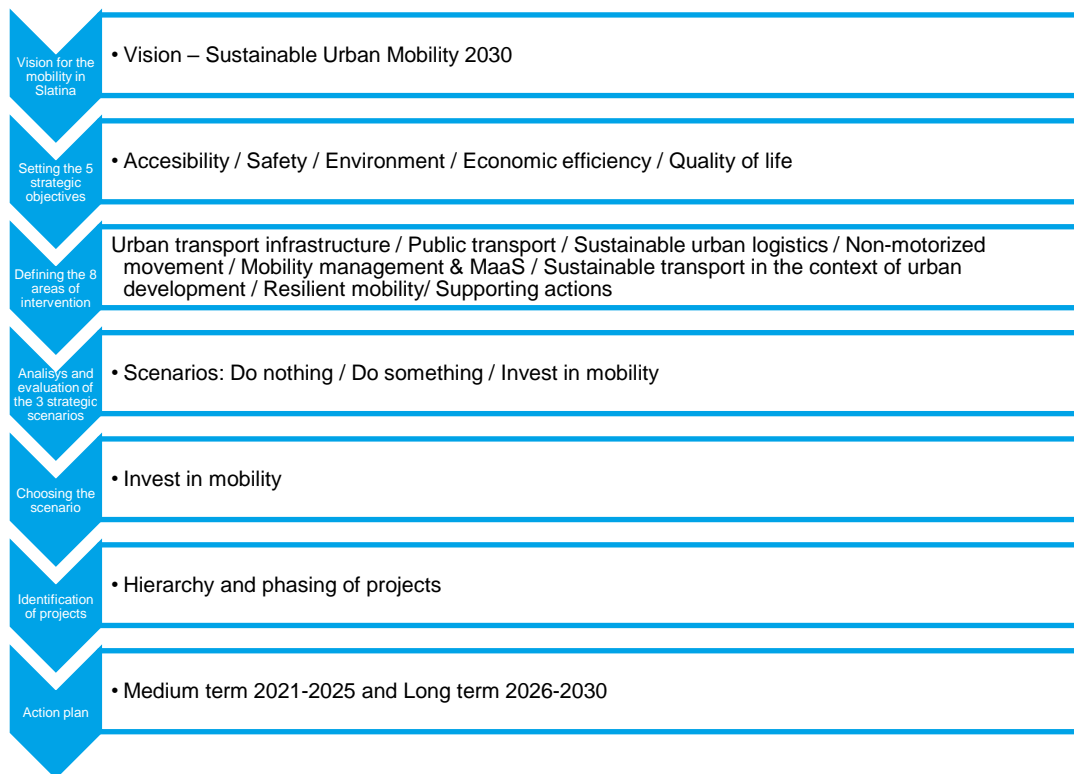 Vision for the
mobility in
Slatina
• Vision – Sustainable Urban Mobility 2030
Setting the 5
strategic
objectives
• Accesibility / Safety / Environment / Economic efficiency / Quality of life
Defining the 8
areas of
intervention
Urban transport infrastructure / Public transport / Sustainable urban logistics / Non-motorized
movement / Mobility management & MaaS / Sustainable transport in the context of urban
development / Resilient mobility/ Supporting actions
Analisys and
evaluation of
the 3 strategic
scenarios
• Scenarios: Do nothing / Do something / Invest in mobility
Choosing the
scenario
• Invest in mobility
Identification
of projects
• Hierarchy and phasing of projects
Action plan
• Medium term 2021-2025 and Long term 2026-2030